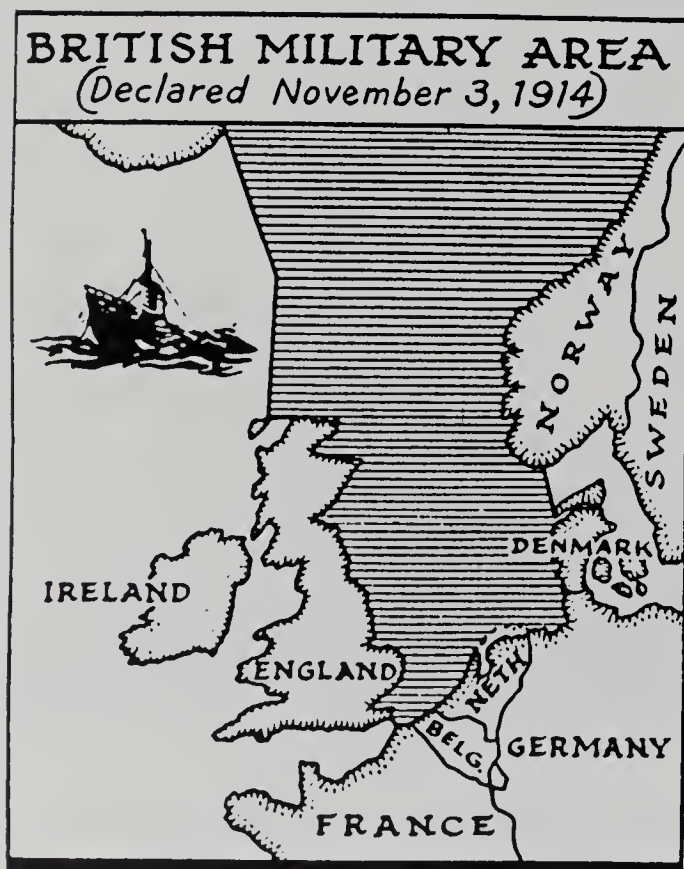 BRITISH MILITARY AREA
(Declared November 3, 1914)
NORWAY
SWEDEN
DENMARK
IRELAND
ENGLAND
NETH.
BELG.
GERMANY
FRANCE